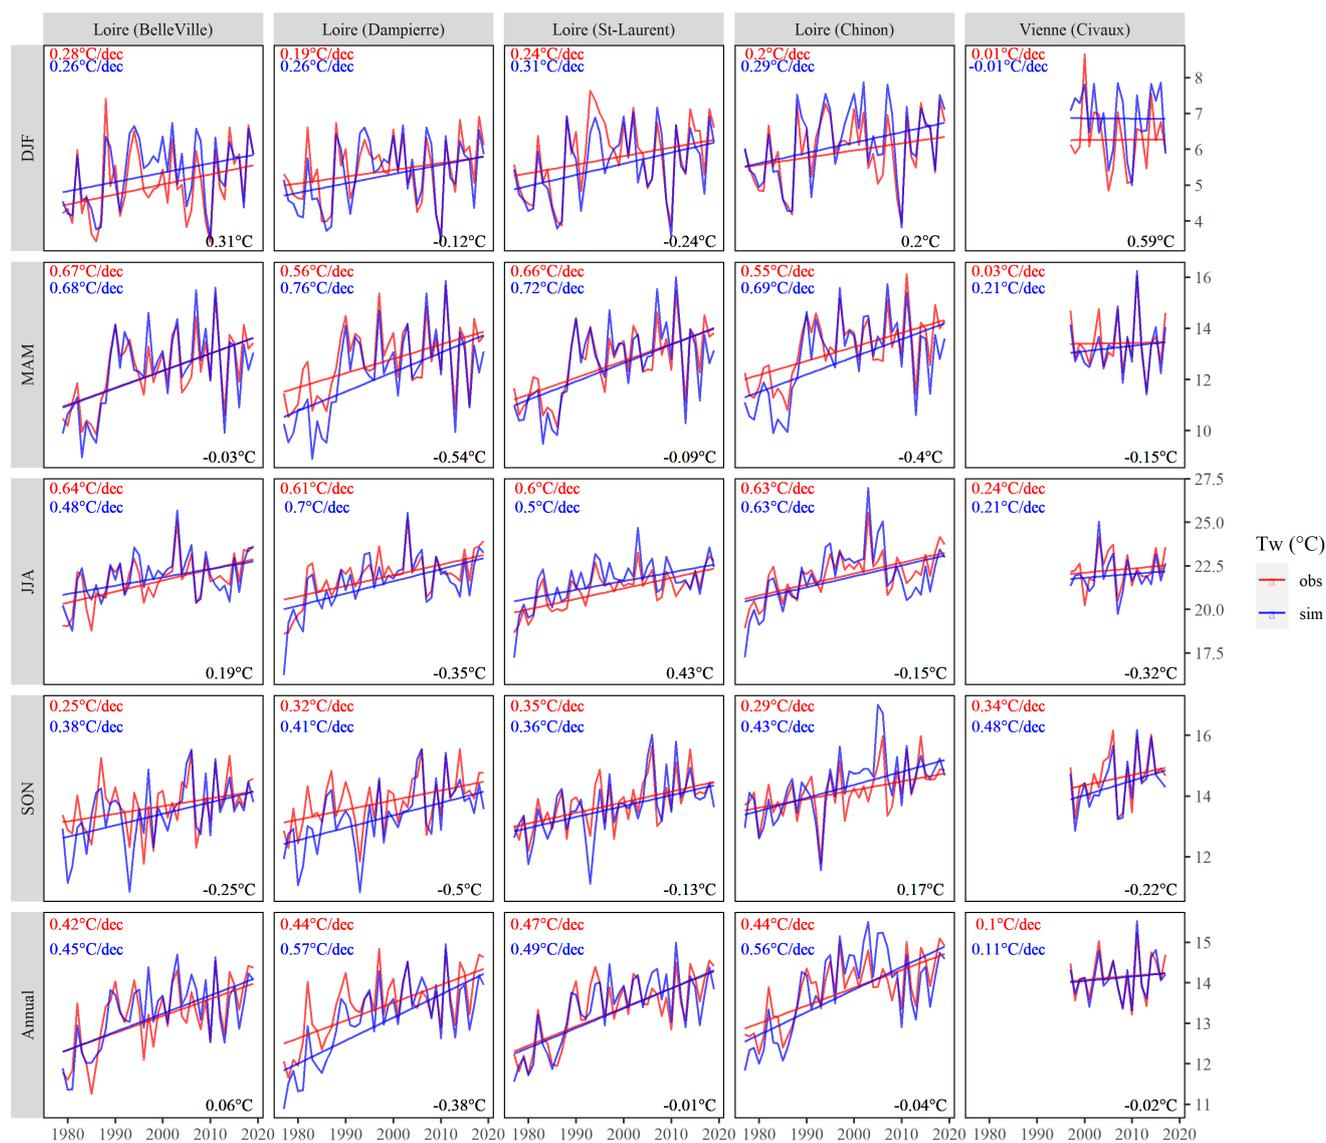 Loire (BelleVille) Loire (Dampierre) Loire (St-Laurent) Loire (Chinon) Vienne (Civaux)
DJF
0.28°C/dec 0.19°C/dec 0.24°C/dec 0.2°C/dec 0.01°C/dec
0.26°C/dec 0.26°C/dec 0.31°C/dec 0.29°C/dec -0.01°C/dec
8
7
6
5
4
0.31°C -0.12°C -0.24°C 0.2°C 0.59°C
MAM
0.67°C/dec 0.56°C/dec 0.66°C/dec 0.55°C/dec 0.03°C/dec
0.68°C/dec 0.76°C/dec 0.72°C/dec 0.69°C/dec 0.21°C/dec
16
14
12
10
-0.03°C -0.54°C -0.09°C -0.4°C -0.15°C
JJA
0.64°C/dec 0.61°C/dec 0.6°C/dec 0.63°C/dec 0.24°C/dec
0.48°C/dec 0.7°C/dec 0.5°C/dec 0.63°C/dec 0.21°C/dec
27.5
25.0
22.5
20.0
17.5
0.19°C -0.35°C 0.43°C -0.15°C -0.32°C
SON
0.25°C/dec 0.32°C/dec 0.35°C/dec 0.29°C/dec 0.34°C/dec
0.38°C/dec 0.41°C/dec 0.36°C/dec 0.43°C/dec 0.48°C/dec
16
14
12
-0.25°C -0.5°C -0.13°C 0.17°C -0.22°C
Annual
0.42°C/dec 0.44°C/dec 0.47°C/dec 0.44°C/dec 0.1°C/dec
0.45°C/dec 0.57°C/dec 0.49°C/dec 0.56°C/dec 0.11°C/dec
15
14
13
12
11
0.06°C -0.38°C -0.01°C -0.04°C -0.02°C
1980 1990 2000 2010 2020 1980 1990 2000 2010 2020 1980 1990 2000 2010 2020 1980 1990 2000 2010 2020 1980 1990 2000 2010 2020
Tw (°C)
a obs
a sim